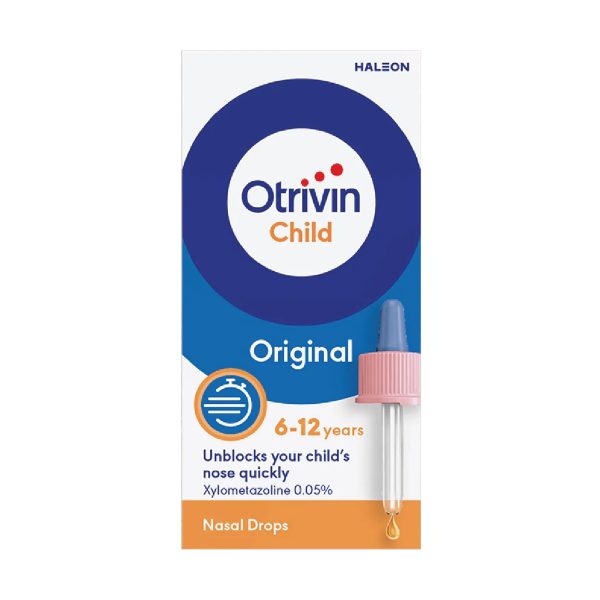 HALEON
Otrivin
Child
Original
6-12 years
Unblocks your child's
nose quickly
Xylometazoline 0.05%
Nasal Drops